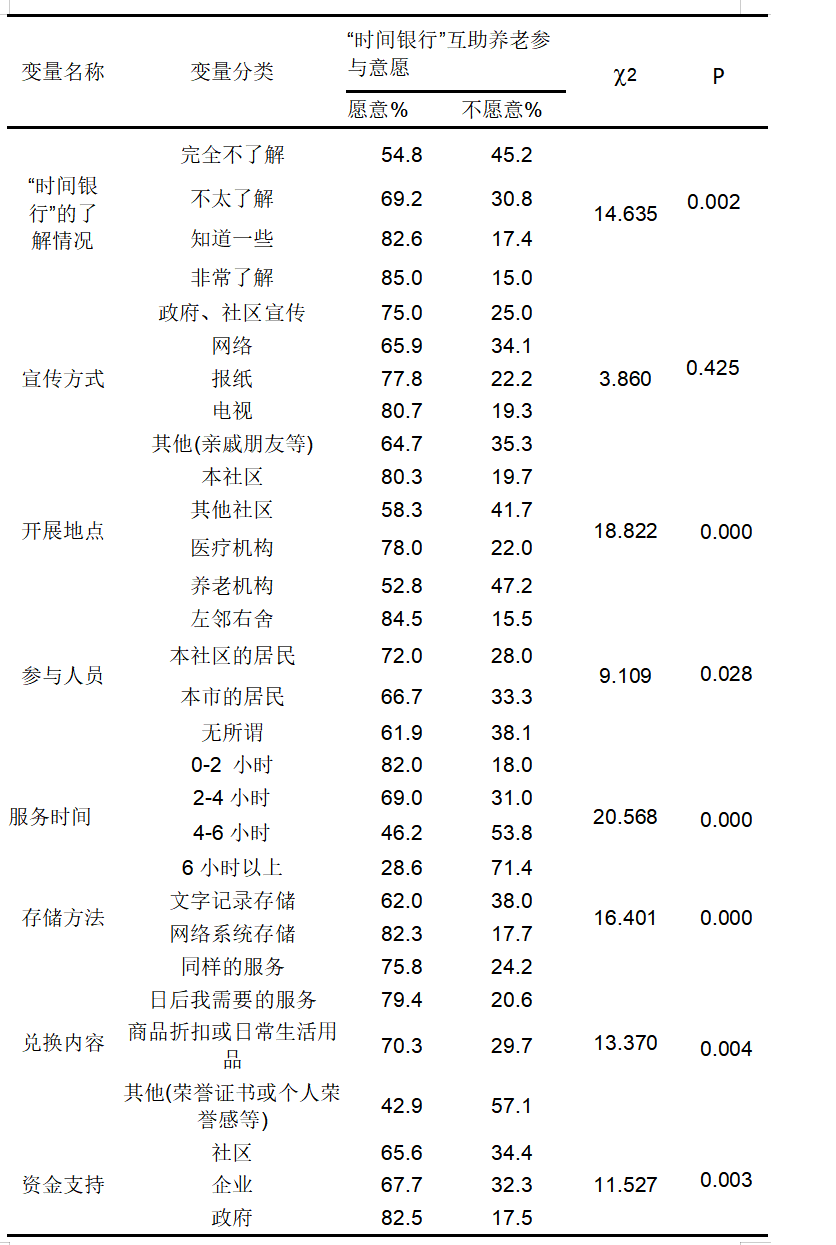 变量名称 变量分类 “时间银行”互助养老参与意愿 χ2 P
愿意% 不愿意%
“时间银行”的了解情况 完全不了解 54.8 45.2 14.635 0.002
不太了解 69.2 30.8
知道一些 82.6 17.4
非常了解 85.0 15.0
宣传方式 政府、社区宣传 75.0 25.0 3.860 0.425
网络 65.9 34.1
报纸 77.8 22.2
电视 80.7 19.3
其他(亲戚朋友等) 64.7 35.3
开展地点 本社区 80.3 19.7 18.822 0.000
其他社区 58.3 41.7
医疗机构 78.0 22.0
养老机构 52.8 47.2
参与人员 左邻右舍 84.5 15.5 9.109 0.028
本社区的居民 72.0 28.0
本市的居民 66.7 33.3
无所谓 61.9 38.1
服务时间 0-2 小时 82.0 18.0 20.568 0.000
2-4 小时 69.0 31.0
4-6 小时 46.2 53.8
6 小时以上 28.6 71.4
存储方法 文字记录存储 62.0 38.0 16.401 0.000
网络系统存储 82.3 17.7
兑换内容 同样的服务 75.8 24.2 13.370 0.004
日后我需要的服务 79.4 20.6
商品折扣或日常生活用品 70.3 29.7
其他(荣誉证书或个人荣誉感等) 42.9 57.1
资金支持 社区 65.6 34.4 11.527 0.003
企业 67.7 32.3
政府 82.5 17.5